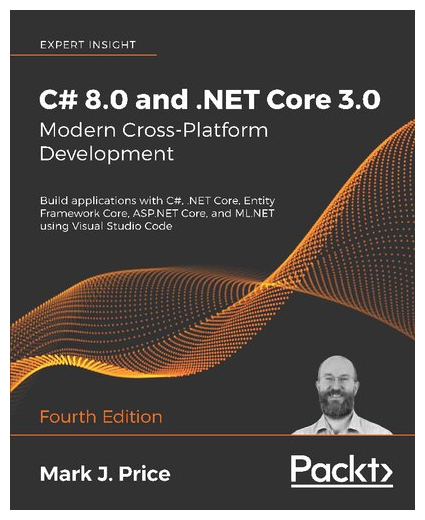 EXPERT INSIGHT
C# 8.0 and .NET Core 3.0
Modern Cross-Platform
Development
Build applications with C#, .NET Core, Entity
Framework Core, ASP.NET Core, and ML.NET
using Visual Studio Code
Fourth Edition
Mark J. Price
Packt>